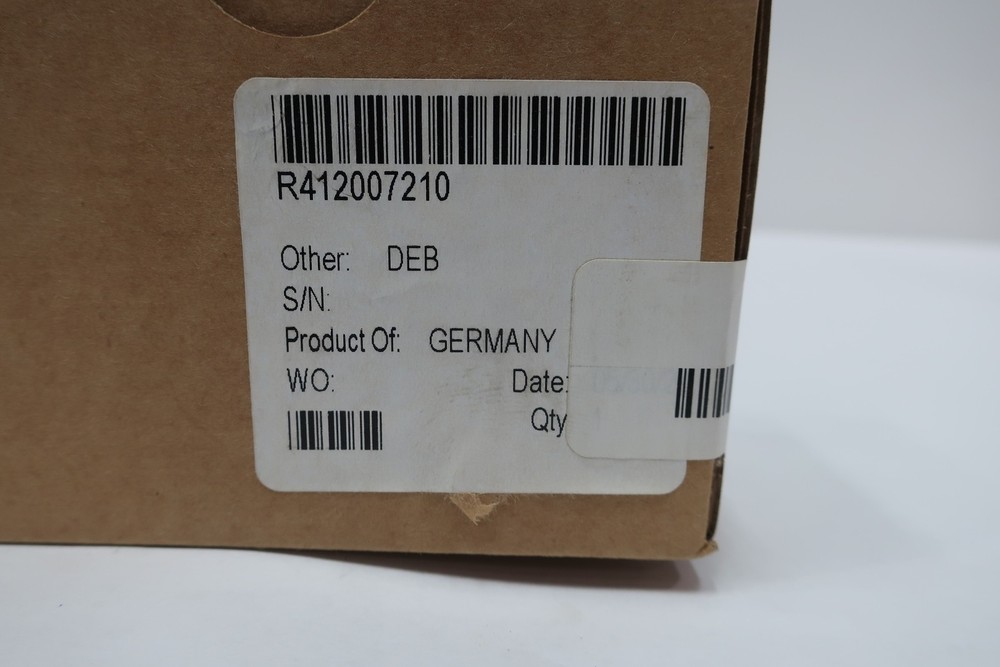 R412007210
Other: DEB
S/N:
Product Of: GERMANY
WO:
Date:
Qty